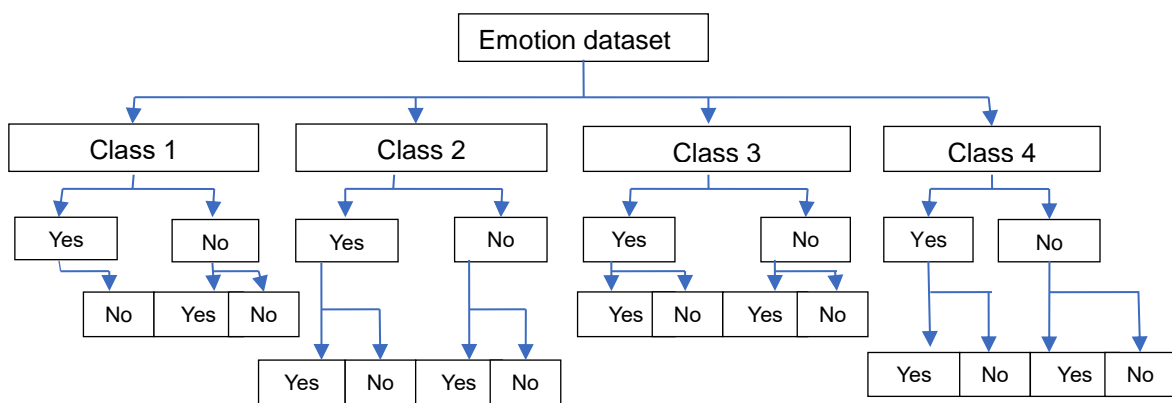 Emotion dataset
Class 1
Class 2
Class 3
Class 4
Yes
No
Yes
No
Yes
No
Yes
No
No
Yes
No
Yes
No
Yes
No
Yes
No
Yes
No
Yes
No
Yes
No